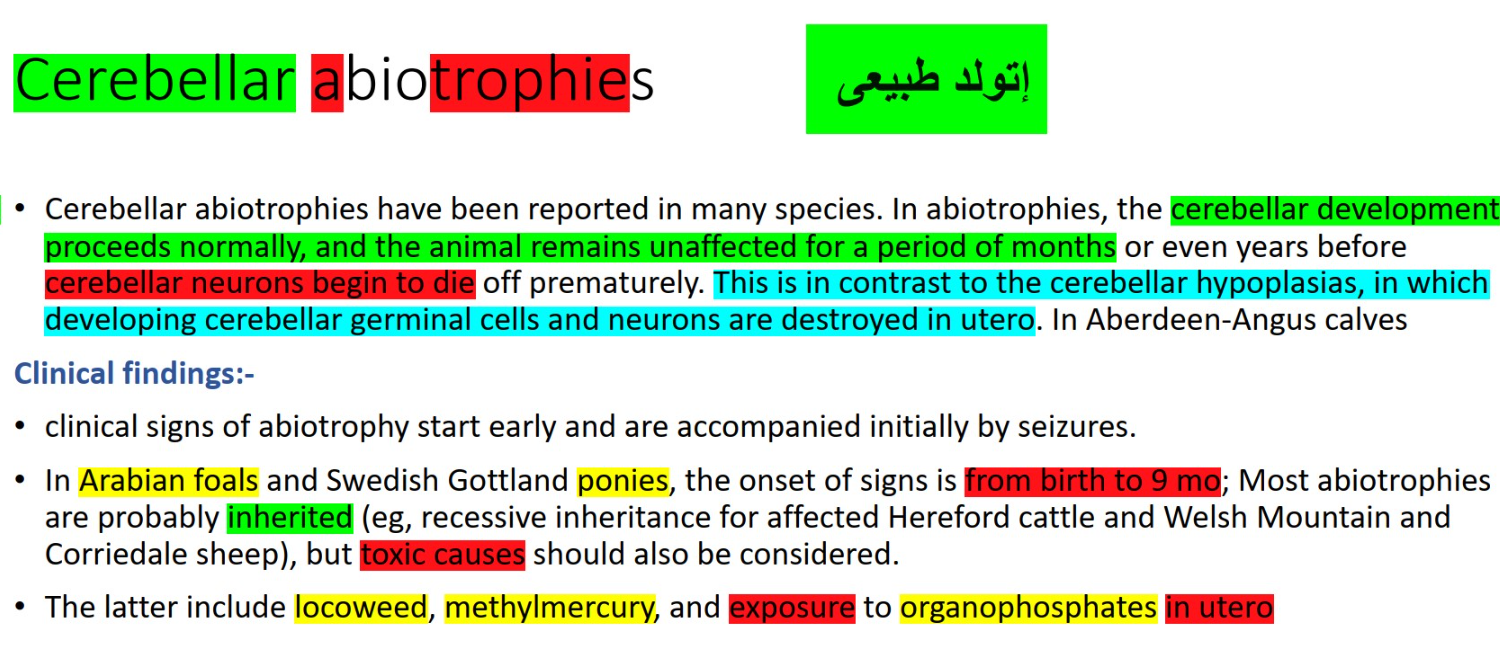 Cerebellar abiotrophies
إتولد طبيعى
• Cerebellar abiotrophies have been reported in many species. In abiotrophies, the cerebellar development
proceeds normally, and the animal remains unaffected for a period of months or even years before
cerebellar neurons begin to die off prematurely. This is in contrast to the cerebellar hypoplasias, in which
developing cerebellar germinal cells and neurons are destroyed in utero. In Aberdeen-Angus calves
Clinical findings:-
• clinical signs of abiotrophy start early and are accompanied initially by seizures.
• In Arabian foals and Swedish Gottland ponies, the onset of signs is from birth to 9 mo; Most abiotrophies
are probably inherited (eg, recessive inheritance for affected Hereford cattle and Welsh Mountain and
Corriedale sheep), but toxic causes should also be considered.
• The latter include locoweed, methylmercury, and exposure to organophosphates in utero